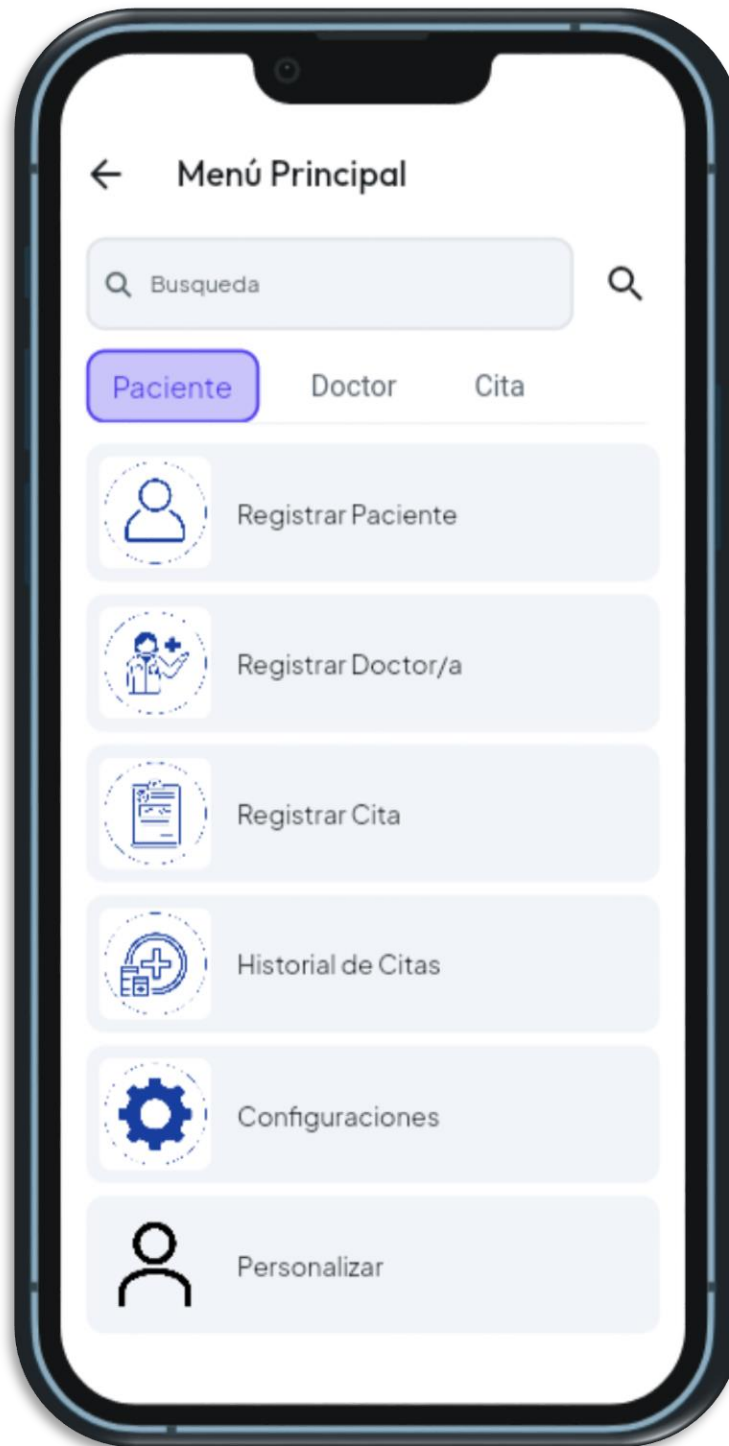 Menú Principal
Busqueda
Paciente Doctor Cita
Registrar Paciente
Registrar Doctor/a
Registrar Cita
Historial de Citas
Configuraciones
Personalizar